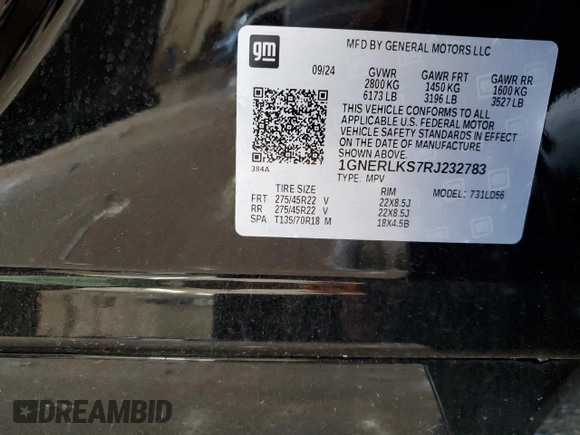 gm
MFD BY GENERAL MOTORS LLC
09/24 GVWR GAWR FRT GAWR RR
2800 KG 1450 KG 1600 KG
6173 LB 3196 LB 3527 LB
THIS VEHICLE CONFORMS TO ALL
APPLICABLE U.S. FEDERAL MOTOR
VEHICLE SAFETY STANDARDS IN EFFECT
ON THE DATE OF MANUFACTURE
SHOWN ABOVE.
394A 1GNERLKS7RJ232783
TYPE: MPV MODEL: 731LD56
TIRE SIZE RIM
FRT 275/45R22 V 22X8.5J
RR 275/45R22 V 22X8.5J
SPA T135/70R18 M 18X4.5B
DREAMBID